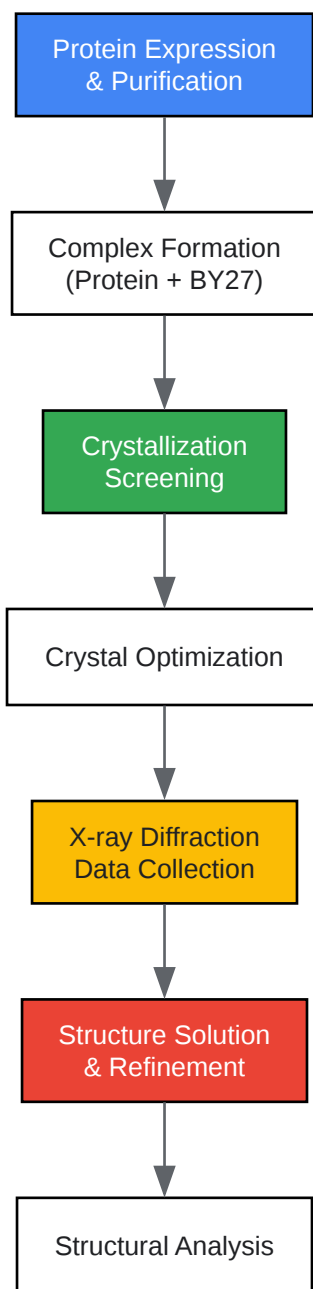 Protein Expression
& Purification
Complex Formation
(Protein + BY27)
Crystallization
Screening
Crystal Optimization
X-ray Diffraction
Data Collection
Structure Solution
& Refinement
Structural Analysis